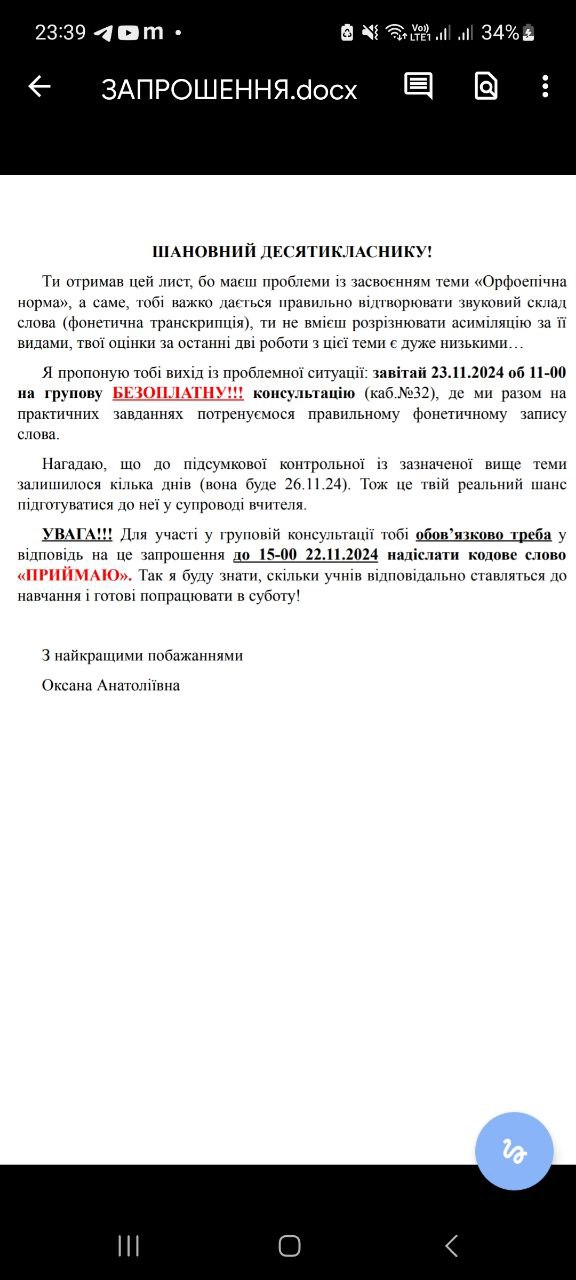 23:39 m • Vo)) LTE1 34%
ЗАПРОШЕННЯ.docx
ШАНОВНИЙ ДЕСЯТИКЛАСНИКУ!
Ти отримав цей лист, бо маєш проблеми із засвоєнням теми «Орфоепічна
норма», а саме, тобі важко дається правильно відтворювати звуковий склад
слова (фонетична транскрипція), ти не вмієш розрізнювати асиміляцію за її
видами, твої оцінки за останні дві роботи з цієї теми є дуже низькими…
Я пропоную тобі вихід із проблемної ситуації: завітай 23.11.2024 об 11-00
на групову БЕЗОПЛАТНУ!!! консультацію (каб.№32), де ми разом на
практичних завданнях потренуємося правильному фонетичному запису
слова.
Нагадаю, що до підсумкової контрольної із зазначеної вище теми
залишилося кілька днів (вона буде 26.11.24). Тож це твій реальний шанс
підготуватися до неї у супроводі вчителя.
УВАГА!!! Для участі у груповій консультації тобі обов’язково треба у
відповідь на це запрошення до 15-00 22.11.2024 надіслати кодове слово
«ПРИЙМАЮ». Так я буду знати, скільки учнів відповідально ставляться до
навчання і готові попрацювати в суботу!
З найкращими побажаннями
Оксана Анатоліївна